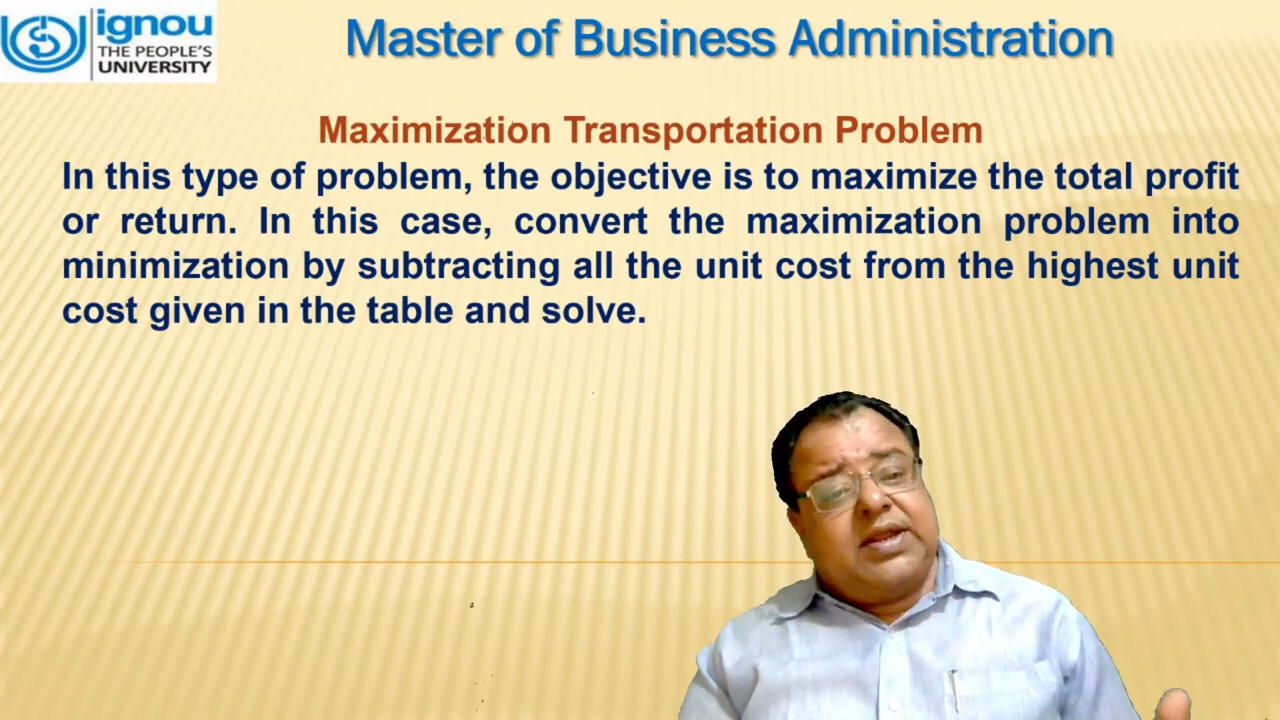 ignou
THE PEOPLE'S
UNIVERSITY
Master of Business Administration
Maximization Transportation Problem
In this type of problem, the objective is to maximize the total profit
or return. In this case, convert the maximization problem into
minimization by subtracting all the unit cost from the highest unit
cost given in the table and solve.